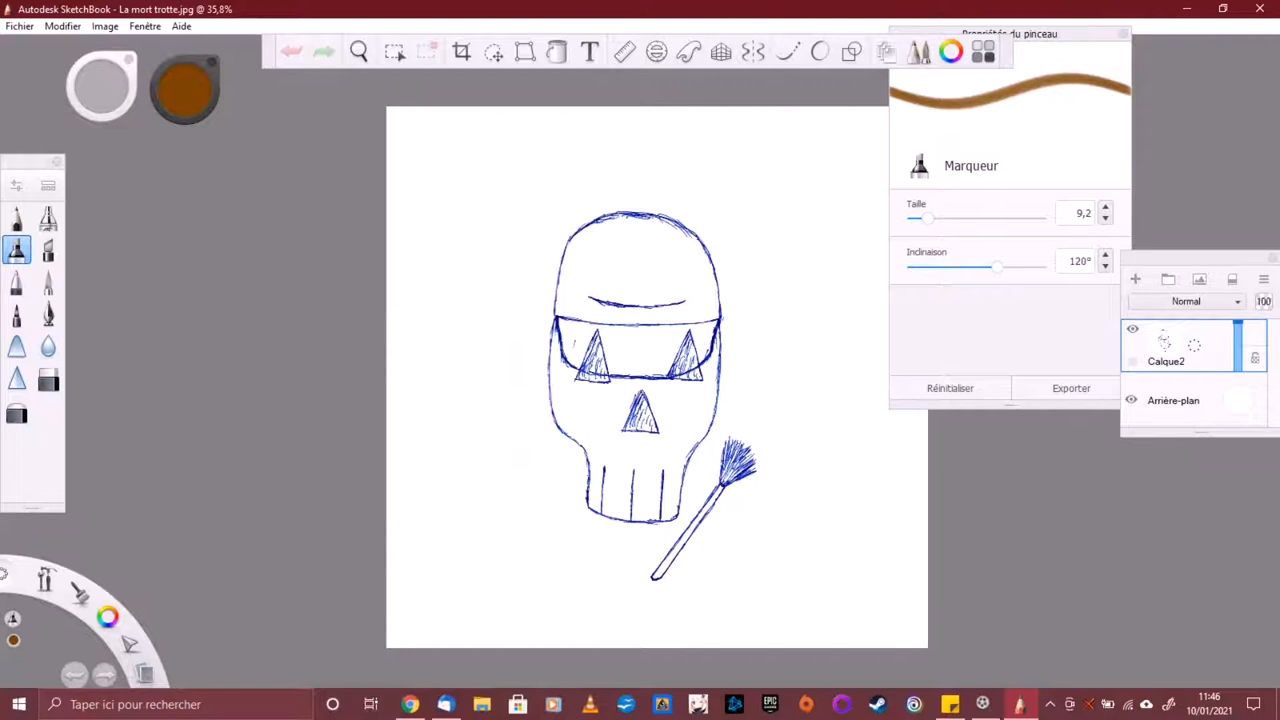 Autodesk SketchBook - La mort trotte.jpg @ 35,8%
Fichier Modifier Image Fenêtre Aide
Propriétés du pinceau
Marqueur
Taille
9,2
Inclinaison
120°
Réinitialiser Exporter
Normal 100
Calque2
Arrière-plan
Taper ici pour rechercher
EPIC GAMES
11:46
10/01/2021